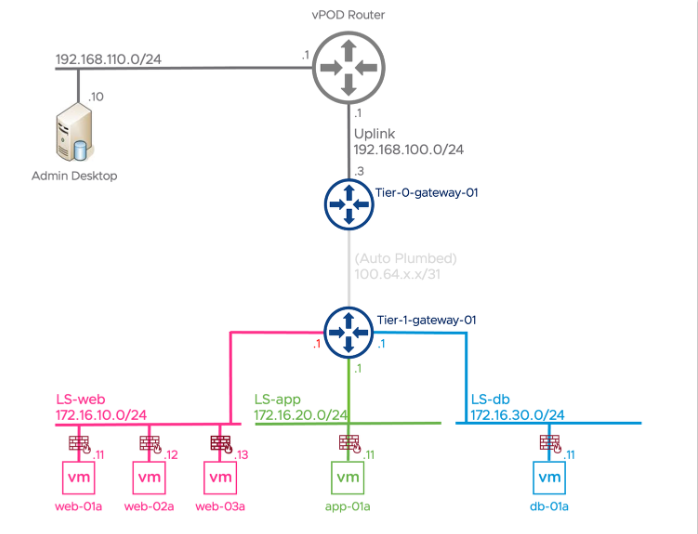 vPOD Router
192.168.110.0/24
.1
.10
.1
Uplink
192.168.100.0/24
.3
Admin Desktop
Tier-0-gateway-01
(Auto Plumbed)
100.64.x.x/31
Tier-1-gateway-01
.1
.1
.1
LS-web
172.16.10.0/24
LS-app
172.16.20.0/24
LS-db
172.16.30.0/24
.11
.12
.13
.11
.11
vm
vm
vm
vm
vm
web-01a
web-02a
web-03a
app-01a
db-01a